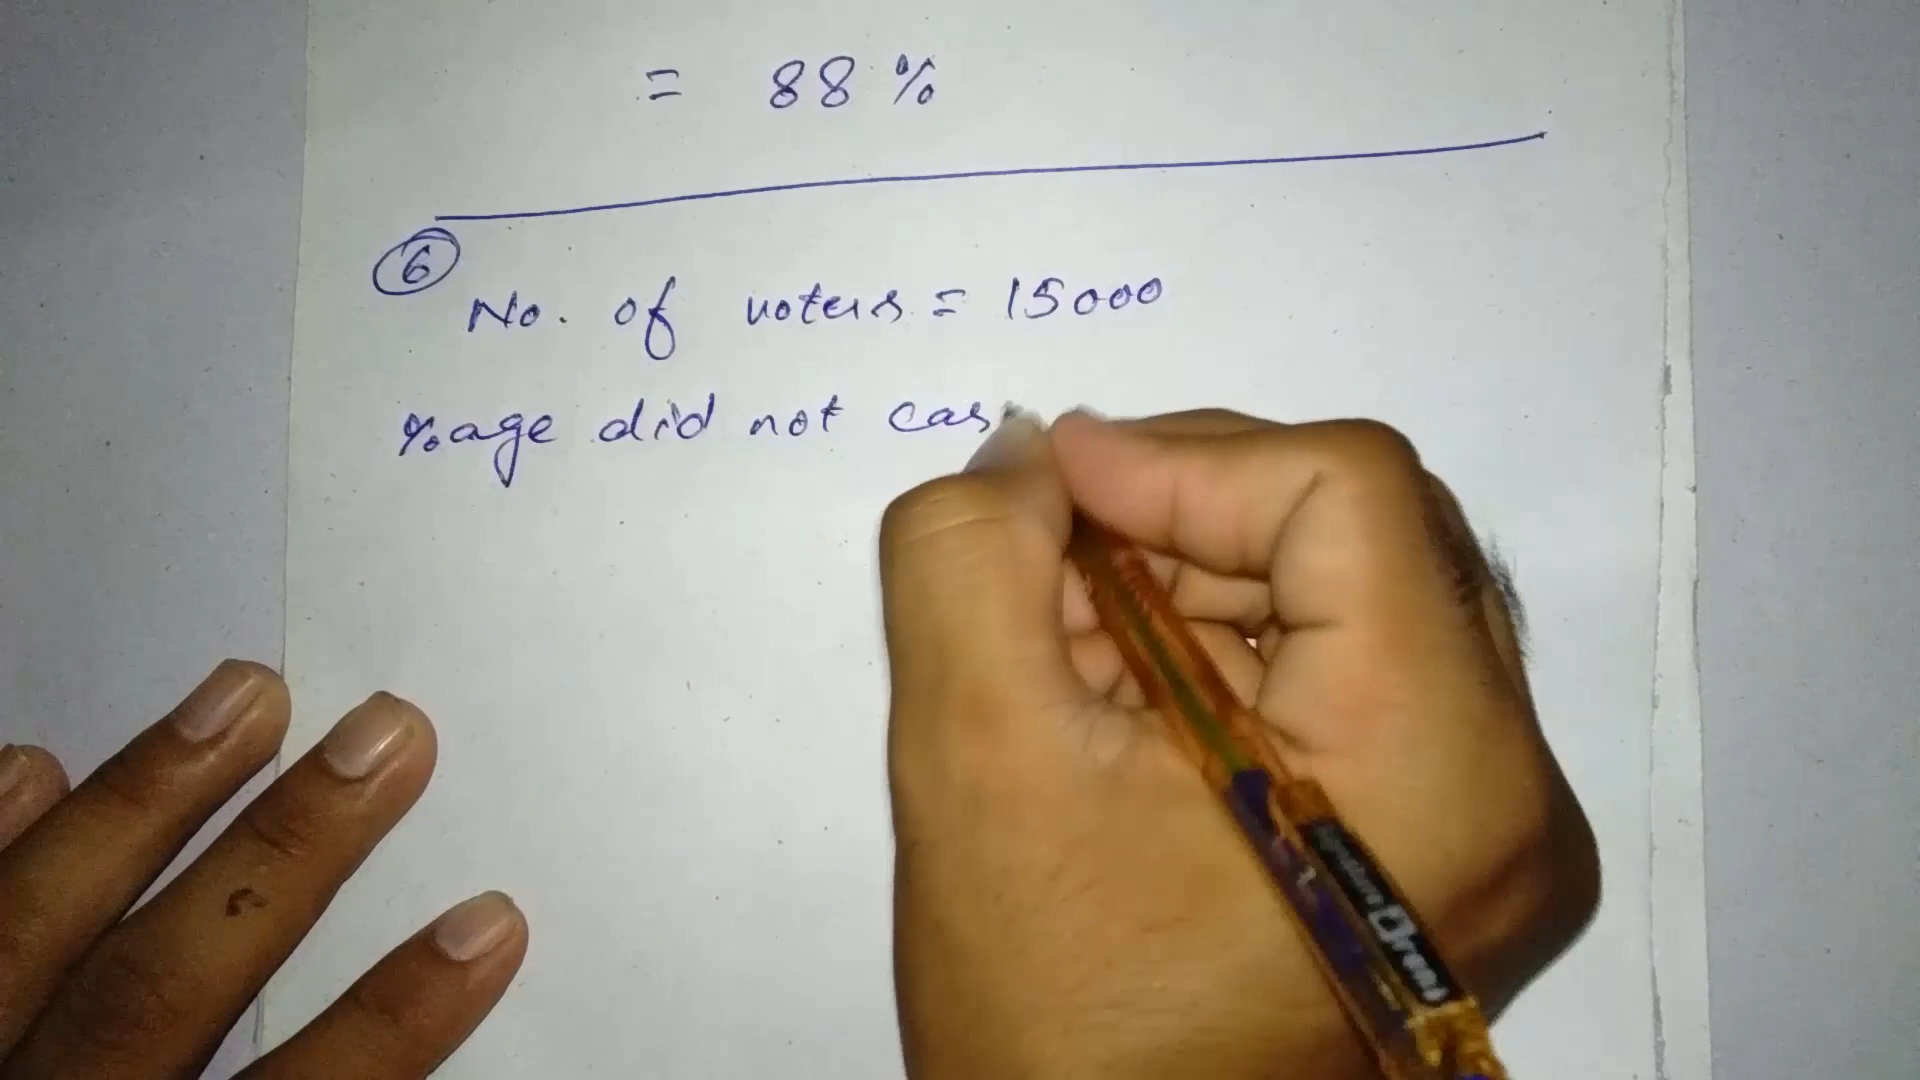 = 88 %
6
No. of voters = 15000
%age did not cas